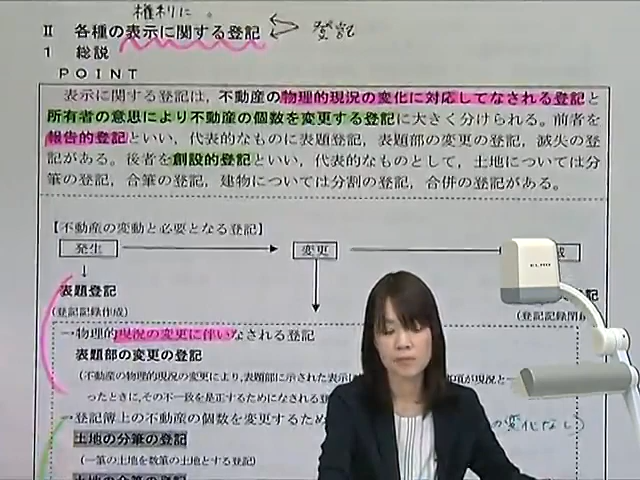 権利に。
Ⅱ 各種の表示に関する登記 登記
1 総説
POINT
表示に関する登記は,不動産の物理的現況の変化に対応してなされる登記と
所有者の意思により不動産の個数を変更する登記に大きく分けられる。前者を
報告的登記といい,代表的なものに表題登記,表題部の変更の登記,滅失の登
記がある。後者を創設的登記といい,代表的なものとして,土地については分
筆の登記,合筆の登記,建物については分割の登記,合併の登記がある。
【不動産の変動と必要となる登記】
発生 変更
表題登記
(登記記録作成) (登記記録閉
→物理的現況の変更に伴いなされる登記
表題部の変更の登記
(不動産の物理的現況の変更により,表題部に示された表示 項が現況と
ったときに,その不一致を是正するためになされる登
→登記簿上の不動産の個数を変更するため の変化なし)
土地の分筆の登記
(一筆の土地を数筆の土地とする登記)
土地の合筆の登記
ELMO